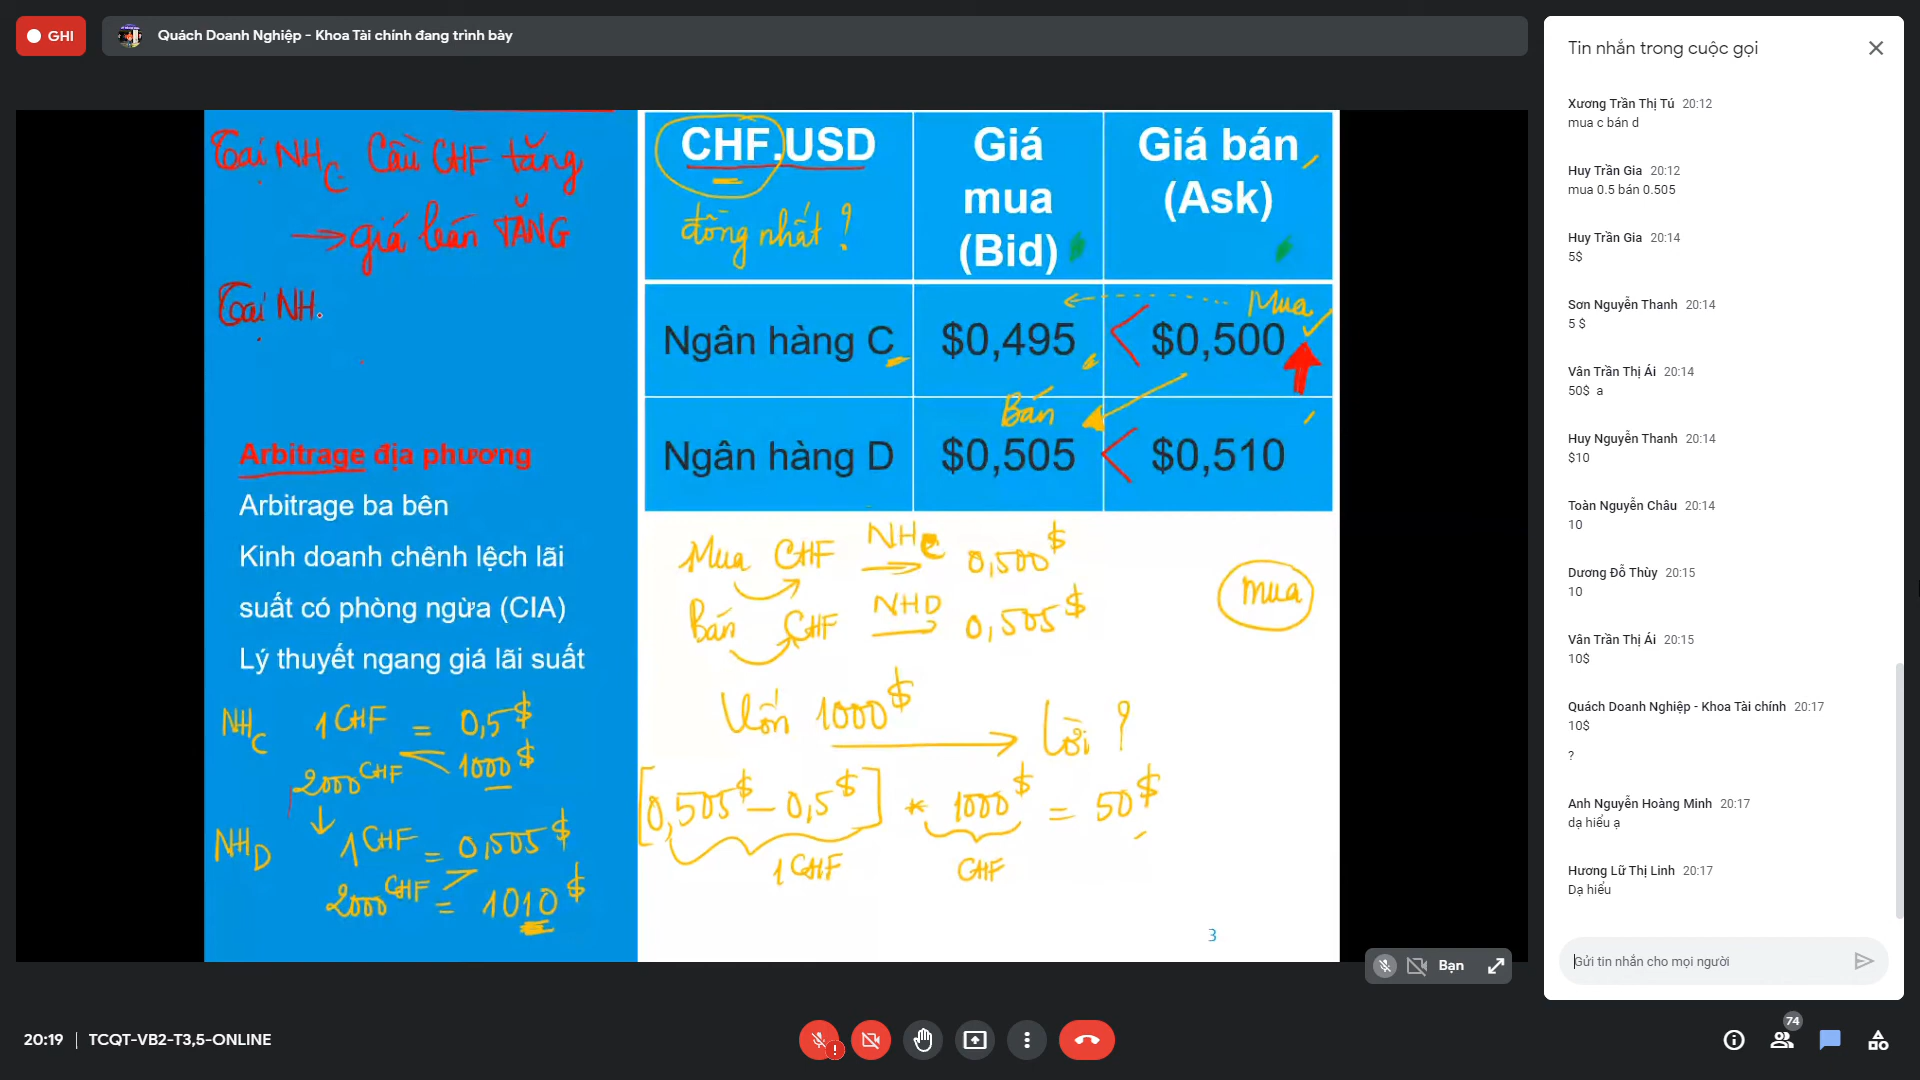 GHI
Quách Doanh Nghiệp - Khoa Tài chính đang trình bày
Tại NH C Cầu CHF tăng
→ giá bán TĂNG
Tại NH
Arbitrage địa phương
Arbitrage ba bên
Kinh doanh chênh lệch lãi
suất có phòng ngừa (CIA)
Lý thuyết ngang giá lãi suất
NH C 1 CHF = 0,5 $
2000 CHF 1000 $
NH D 1 CHF = 0,505 $
2000 CHF = 1010 $
CHF.USD
đồng nhất ?
Giá
mua
(Bid)
Giá bán
(Ask)
Mua
Ngân hàng C $0,495 < $0,500
Bán
Ngân hàng D $0,505 < $0,510
Mua CHF NHC 0,500 $
Bán CHF NHD 0,505 $
mua
Vốn 1000 $ → Lời ?
[0,505 $ - 0,5 $] * 1000 $ = 50 $
1 CHF CHF
3
Bạn
Tin nhắn trong cuộc gọi
Xương Trần Thị Tú 20:12
mua c bán d
Huy Trần Gia 20:12
mua 0.5 bán 0.505
Huy Trần Gia 20:14
5$
Sơn Nguyễn Thanh 20:14
5 $
Vân Trần Thị Ái 20:14
50$ a
Huy Nguyễn Thanh 20:14
$10
Toàn Nguyễn Châu 20:14
10
Dương Đỗ Thùy 20:15
10
Vân Trần Thị Ái 20:15
10$
Quách Doanh Nghiệp - Khoa Tài chính 20:17
10$
?
Anh Nguyễn Hoàng Minh 20:17
dạ hiểu ạ
Hương Lữ Thị Linh 20:17
Dạ hiểu
Gửi tin nhắn cho mọi người
20:19 | TCQT-VB2-T3,5-ONLINE
74